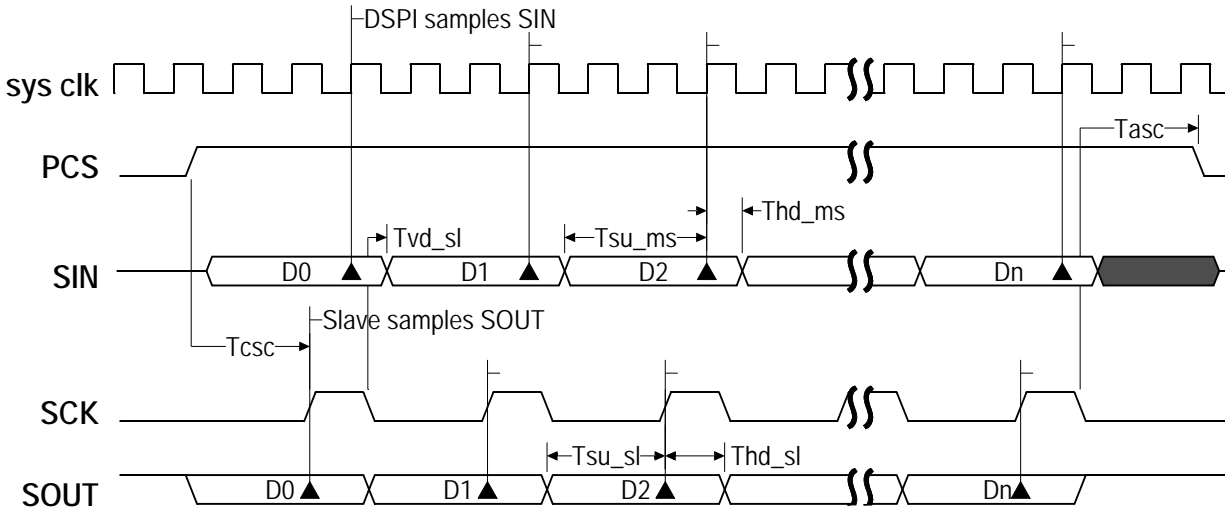 DSPI samples SIN
sys clk
Tasc
PCS
Thd_ms
Tvd_sl
Tsu_ms
SIN
D0
D1
D2
Dn
Slave samples SOUT
Tcsc
SCK
Tsu_sl
Thd_sl
SOUT
D0
D1
D2
Dn